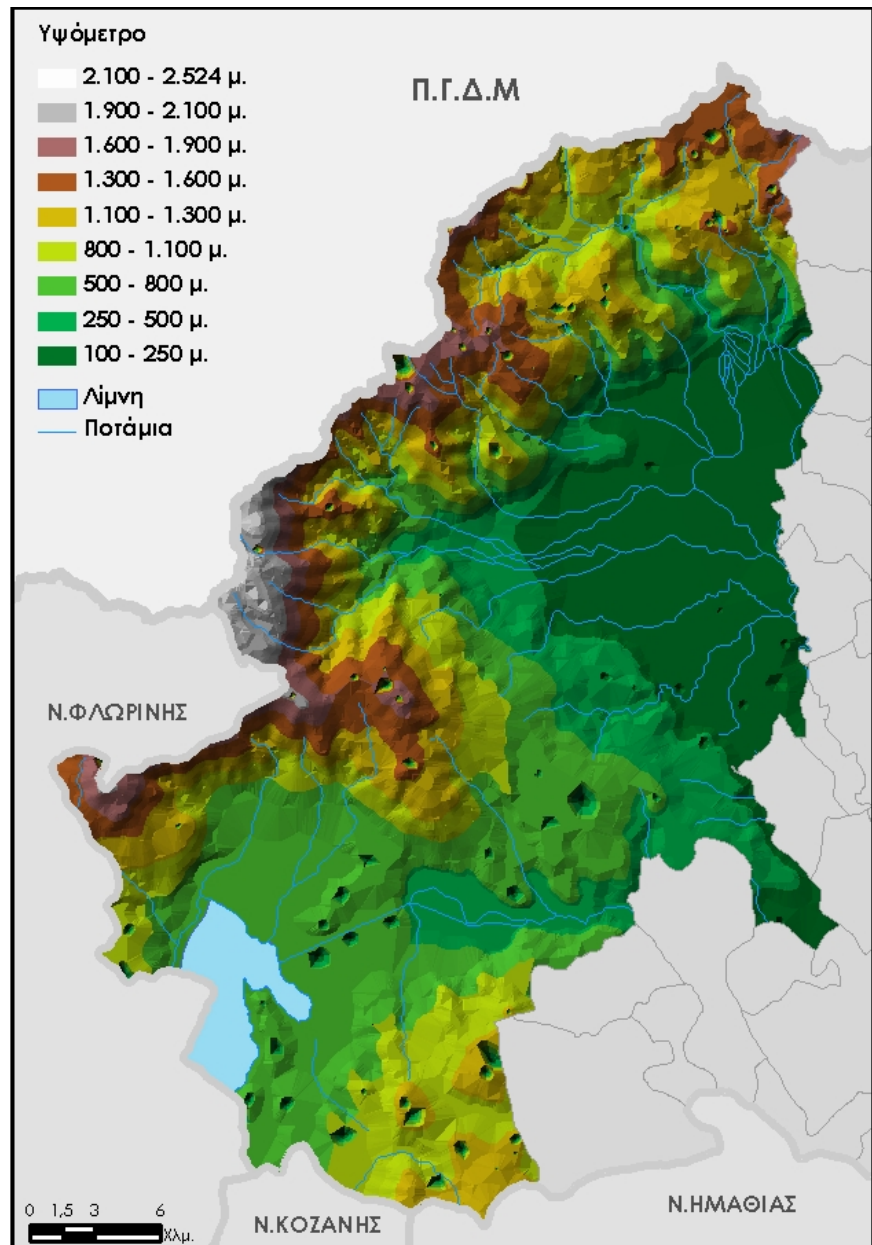 Υψόμετρο
2.100 - 2.524 μ.
1.900 - 2.100 μ.
1.600 - 1.900 μ.
1.300 - 1.600 μ.
1.100 - 1.300 μ.
800 - 1.100 μ.
500 - 800 μ.
250 - 500 μ.
100 - 250 μ.
Λίμνη
Ποτάμια
Π.Γ.Δ.Μ
Ν.ΦΛΩΡΙΝΗΣ
0 1,5 3 6
Χλμ.
Ν.ΚΟΖΑΝΗΣ
Ν.ΗΜΑΘΙΑΣ